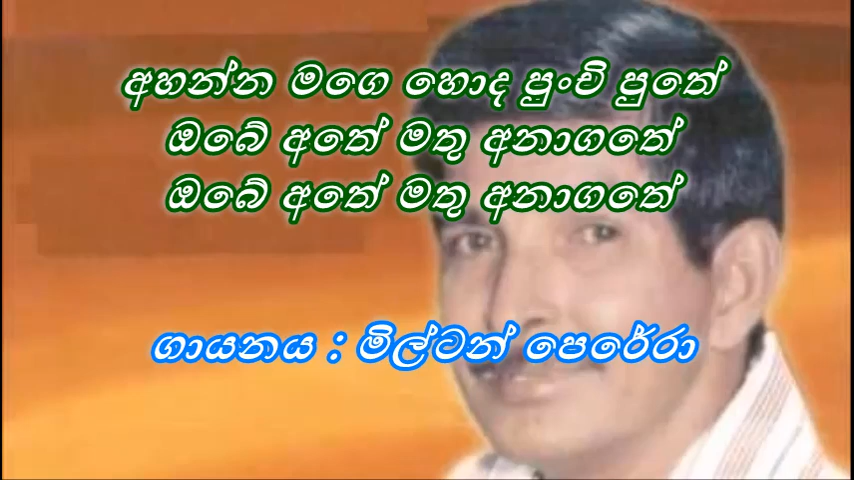 අහන්න මගෙ හොද පුංචි පුතේ
ඔබේ අතේ මතු අනාගතේ
ඔබේ අතේ මතු අනාගතේ
ගායනය : මිල්ටන් පෙරේරා